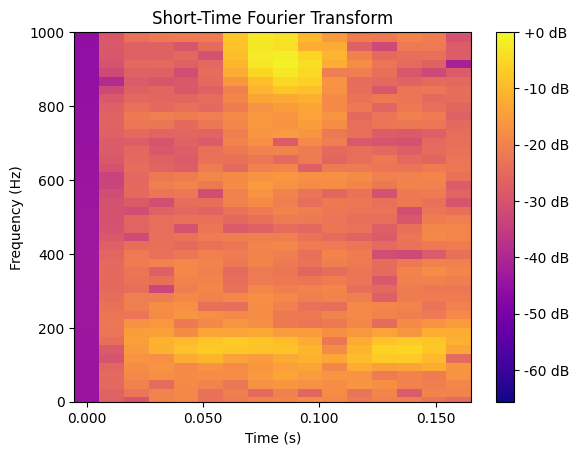 Short-Time Fourier Transform
1000
800
600
400
200
0
Frequency (Hz)
0.000
0.050
0.100
0.150
Time (s)
+0 dB
-10 dB
-20 dB
-30 dB
-40 dB
-50 dB
-60 dB